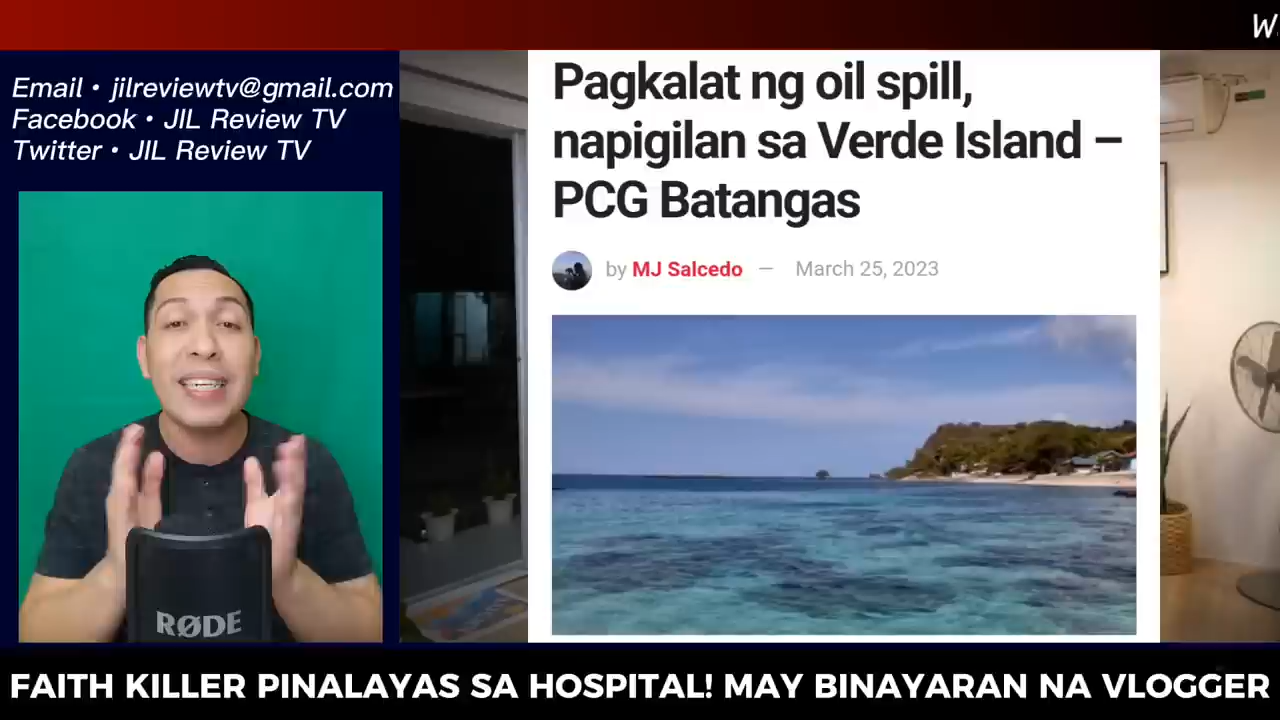 W
Email • jilreviewtv@gmail.com
Facebook • JIL Review TV
Twitter • JIL Review TV
Pagkalat ng oil spill,
napigilan sa Verde Island –
PCG Batangas
by MJ Salcedo — March 25, 2023
RØDE
FAITH KILLER PINALAYAS SA HOSPITAL! MAY BINAYARAN NA VLOGGER